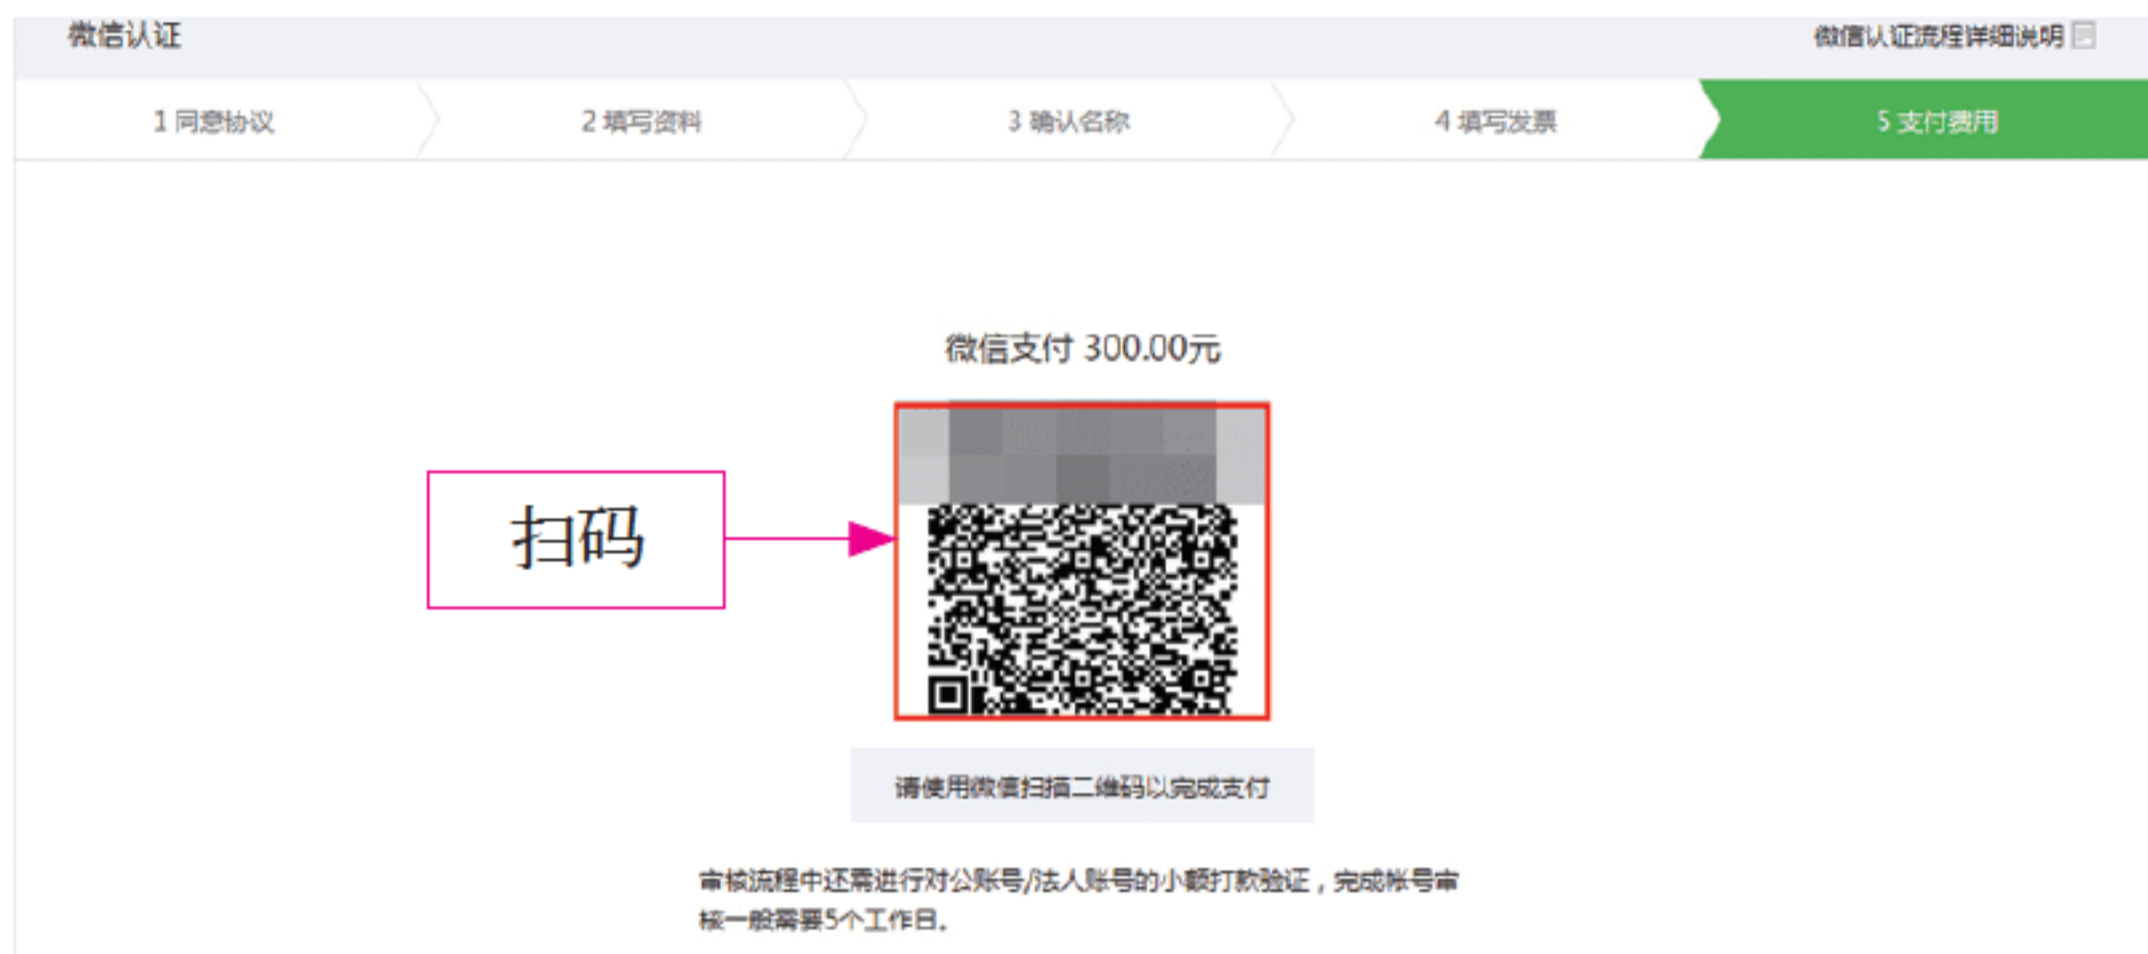 微信认证
微信认证流程详细说明
1 同意协议
2 填写资料
3 确认名称
4 填写发票
5 支付费用
微信支付 300.00元
扫码
请使用微信扫描二维码以完成支付
审核流程中还需进行对公账号/法人账号的小额打款验证，完成帐号审
核一般需要5个工作日。